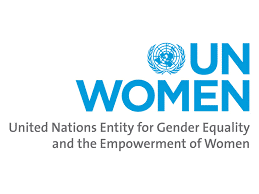 UN
WOMEN
United Nations Entity for Gender Equality
and the Empowerment of Women